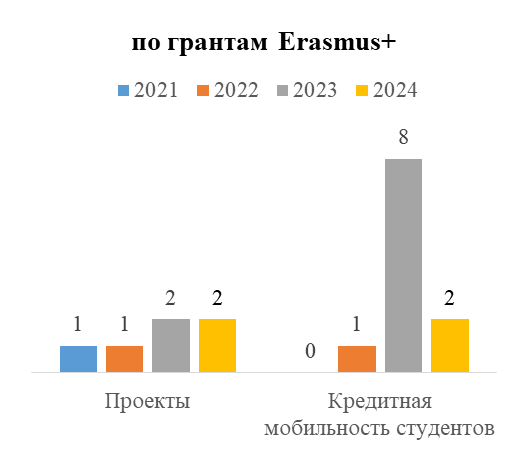 по грантам Erasmus+
2021 2022 2023 2024
8
2 2 2
1 1 1
0
Проекты Кредитная
мобильность студентов